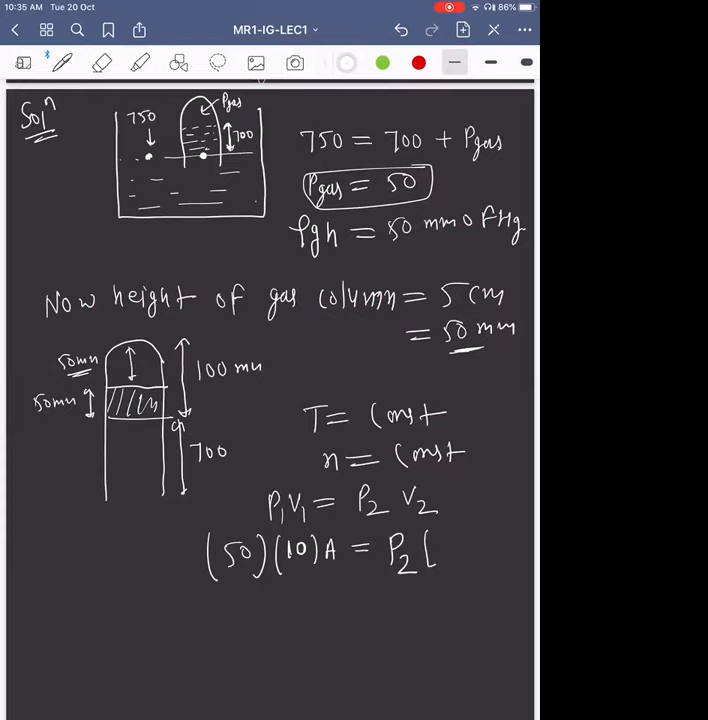 10:35 AM Tue 20 Oct 86%
MR1-IG-LEC1
Solⁿ
750
Pgas
700
750 = 700 + Pgas
Pgas = 50
ρgh = 50 mm OF Hg
Now height of gas column = 5 cm
= 50 mm
50mm
100 mm
50mm
700
T = Const
n = Const
P₁V₁ = P₂ V₂
(50)(10)A = P₂ (